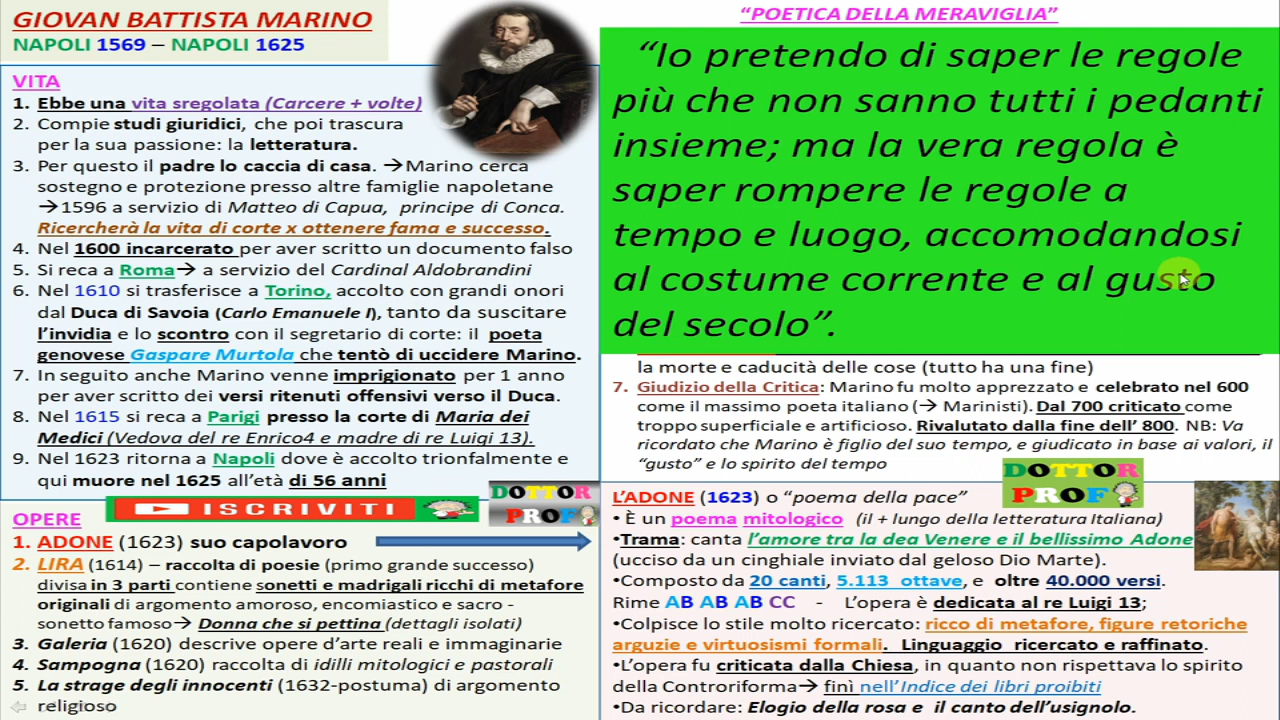 GIOVAN BATTISTA MARINO
NAPOLI 1569 – NAPOLI 1625
VITA
1. Ebbe una vita sregolata (Carcere + volte)
2. Compie studi giuridici, che poi trascura
per la sua passione: la letteratura.
3. Per questo il padre lo caccia di casa. →Marino cerca
sostegno e protezione presso altre famiglie napoletane
→1596 a servizio di Matteo di Capua, principe di Conca.
Ricercherà la vita di corte x ottenere fama e successo.
4. Nel 1600 incarcerato per aver scritto un documento falso
5. Si reca a Roma→ a servizio del Cardinal Aldobrandini
6. Nel 1610 si trasferisce a Torino, accolto con grandi onori
dal Duca di Savoia (Carlo Emanuele I), tanto da suscitare
l’invidia e lo scontro con il segretario di corte: il poeta
genovese Gaspare Murtola che tentò di uccidere Marino.
7. In seguito anche Marino venne imprigionato per 1 anno
per aver scritto dei versi ritenuti offensivi verso il Duca.
8. Nel 1615 si reca a Parigi presso la corte di Maria dei
Medici (Vedova del re Enrico4 e madre di re Luigi 13).
9. Nel 1623 ritorna a Napoli dove è accolto trionfalmente e
qui muore nel 1625 all’età di 56 anni
ISCRIVITI
DOTTOR
PROF
OPERE
1. ADONE (1623) suo capolavoro
2. LIRA (1614) – raccolta di poesie (primo grande successo)
divisa in 3 parti contiene sonetti e madrigali ricchi di metafore
originali di argomento amoroso, encomiastico e sacro -
sonetto famoso→ Donna che si pettina (dettagli isolati)
3. Galeria (1620) descrive opere d’arte reali e immaginarie
4. Sampogna (1620) raccolta di idilli mitologici e pastorali
5. La strage degli innocenti (1632-postuma) di argomento
religioso
“POETICA DELLA MERAVIGLIA”
“Io pretendo di saper le regole
più che non sanno tutti i pedanti
insieme; ma la vera regola è
saper rompere le regole a
tempo e luogo, accomodandosi
al costume corrente e al gusto
del secolo”.
la morte e caducità delle cose (tutto ha una fine)
7. Giudizio della Critica: Marino fu molto apprezzato e celebrato nel 600
come il massimo poeta italiano (→ Marinisti). Dal 700 criticato come
troppo superficiale e artificioso. Rivalutato dalla fine dell’ 800. NB: Va
ricordato che Marino è figlio del suo tempo, e giudicato in base ai valori, il
“gusto” e lo spirito del tempo
DOTTOR
PROF
L’ADONE (1623) o “poema della pace”
•È un poema mitologico (il + lungo della letteratura Italiana)
•Trama: canta l’amore tra la dea Venere e il bellissimo Adone
(ucciso da un cinghiale inviato dal geloso Dio Marte).
•Composto da 20 canti, 5.113 ottave, e oltre 40.000 versi.
Rime AB AB AB CC - L’opera è dedicata al re Luigi 13;
•Colpisce lo stile molto ricercato: ricco di metafore, figure retoriche
arguzie e virtuosismi formali. Linguaggio ricercato e raffinato.
•L’opera fu criticata dalla Chiesa, in quanto non rispettava lo spirito
della Controriforma→ finì nell’Indice dei libri proibiti
•Da ricordare: Elogio della rosa e il canto dell’usignolo.